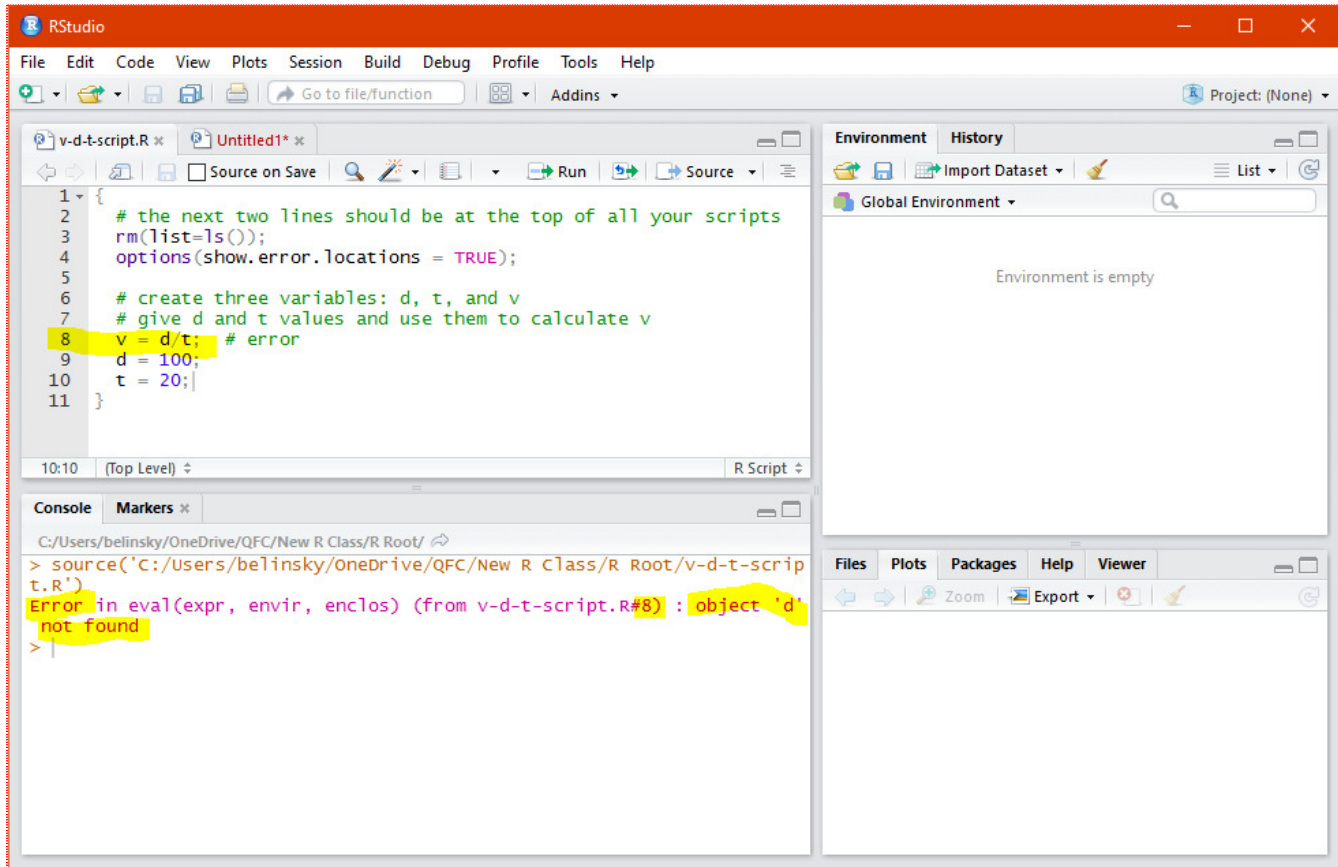 RStudio
File Edit Code View Plots Session Build Debug Profile Tools Help
Go to file/function Addins Project: (None)
v-d-t-script.R Untitled1*
Source on Save Run Source
1 {
2 # the next two lines should be at the top of all your scripts
3 rm(list=ls());
4 options(show.error.locations = TRUE);
5
6 # create three variables: d, t, and v
7 # give d and t values and use them to calculate v
8 v = d/t; # error
9 d = 100;
10 t = 20;
11 }
10:10 (Top Level) R Script
Console Markers
C:/Users/belinsky/OneDrive/QFC/New R Class/R Root/
> source('C:/Users/belinsky/OneDrive/QFC/New R Class/R Root/v-d-t-scrip
t.R')
Error in eval(expr, envir, enclos) (from v-d-t-script.R#8) : object 'd'
not found
>
Environment History
Import Dataset List
Global Environment
Environment is empty
Files Plots Packages Help Viewer
Zoom Export